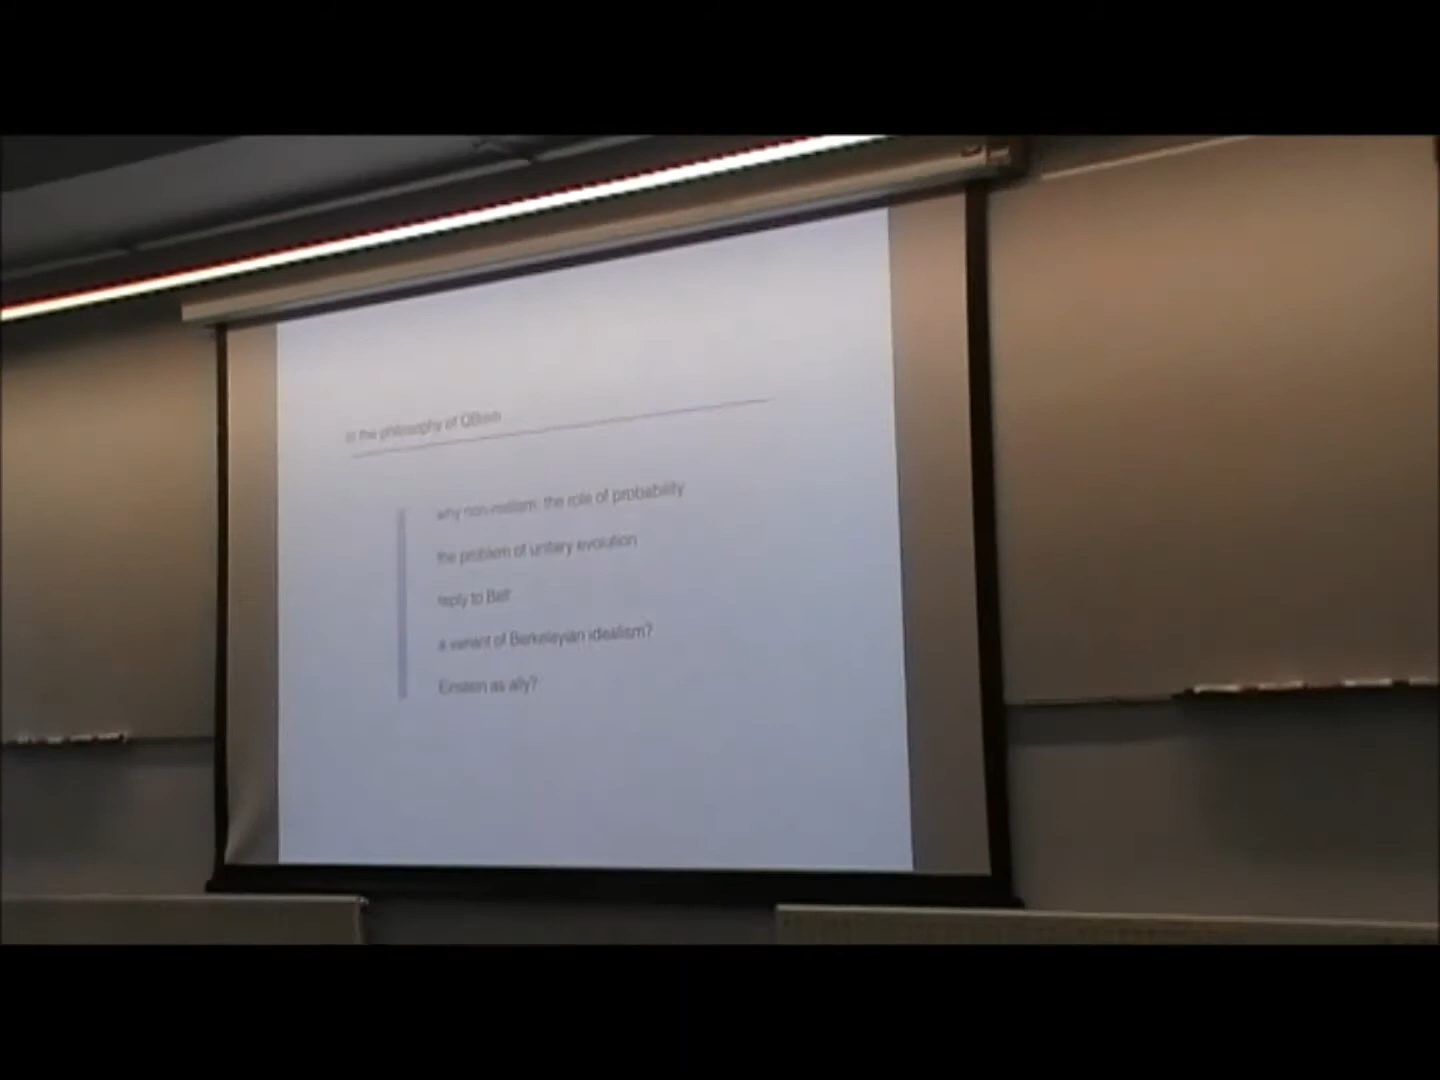 the philosophy of QBism
why non-realism: the role of probability
the problem of unitary evolution
reply to Bell
a variant of Berkeleyian idealism?
Einstein as ally?